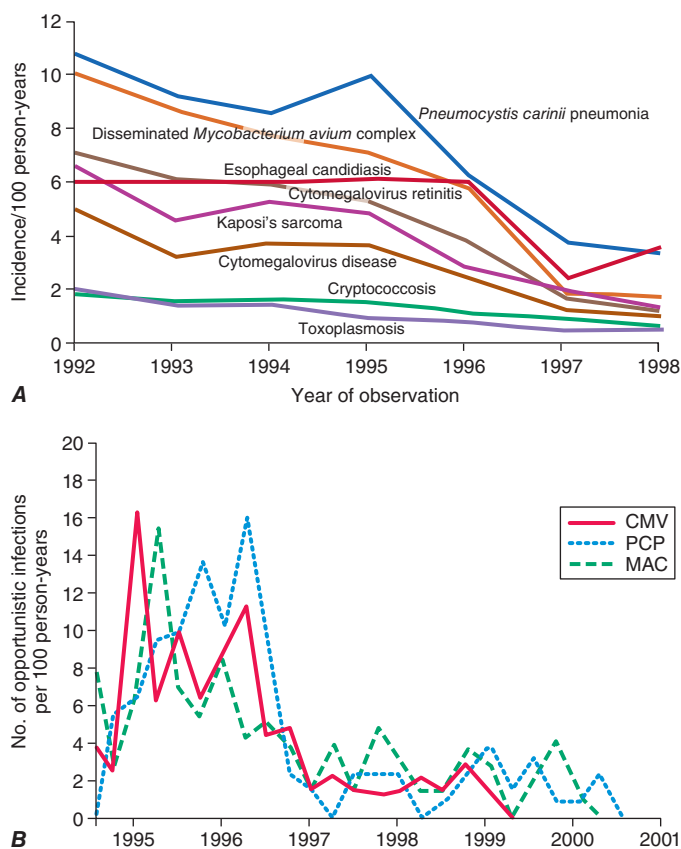 12
10
8
6
4
2
0
Incidence/100 person-years
Pneumocystis carinii pneumonia
Disseminated Mycobacterium avium complex
Esophageal candidiasis
Cytomegalovirus retinitis
Kaposi's sarcoma
Cytomegalovirus disease
Cryptococcosis
Toxoplasmosis
1992 1993 1994 1995 1996 1997 1998
A
Year of observation
20
18
16
14
12
10
8
6
4
2
0
No. of opportunistic infections
per 100 person-years
CMV
PCP
MAC
1995 1996 1997 1998 1999 2000 2001
B